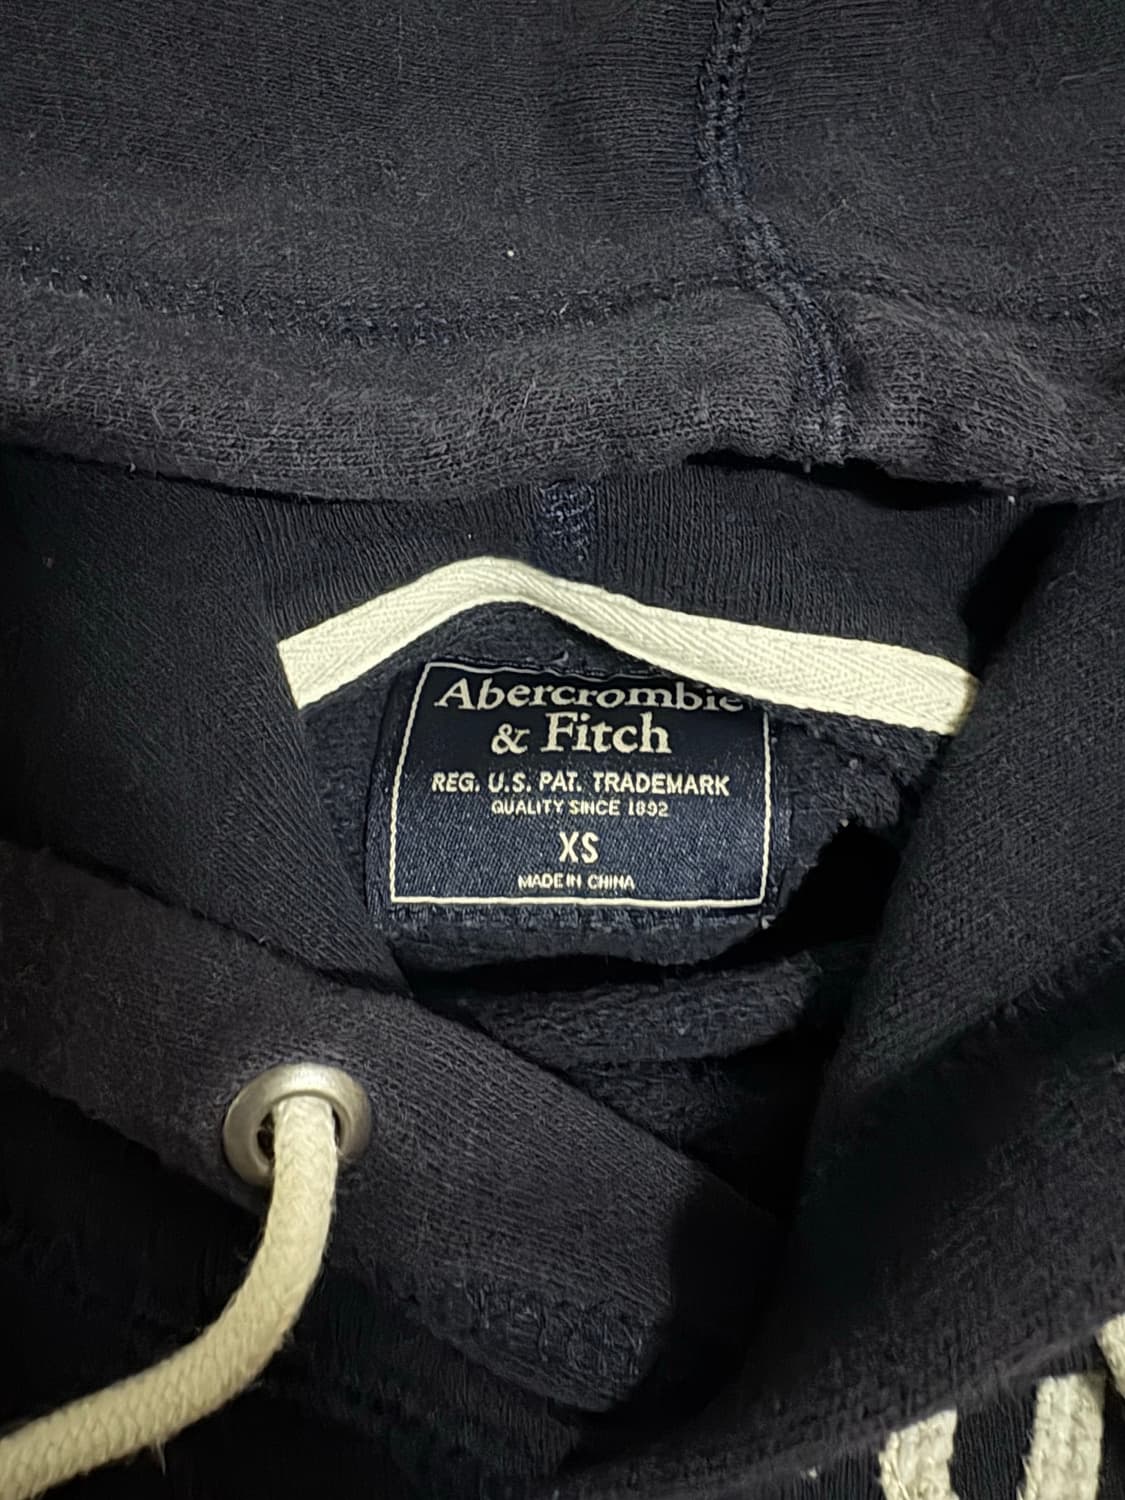 Abercrombie
& Fitch
REG. U.S. PAT. TRADEMARK
QUALITY SINCE 1892
XS
MADE IN CHINA